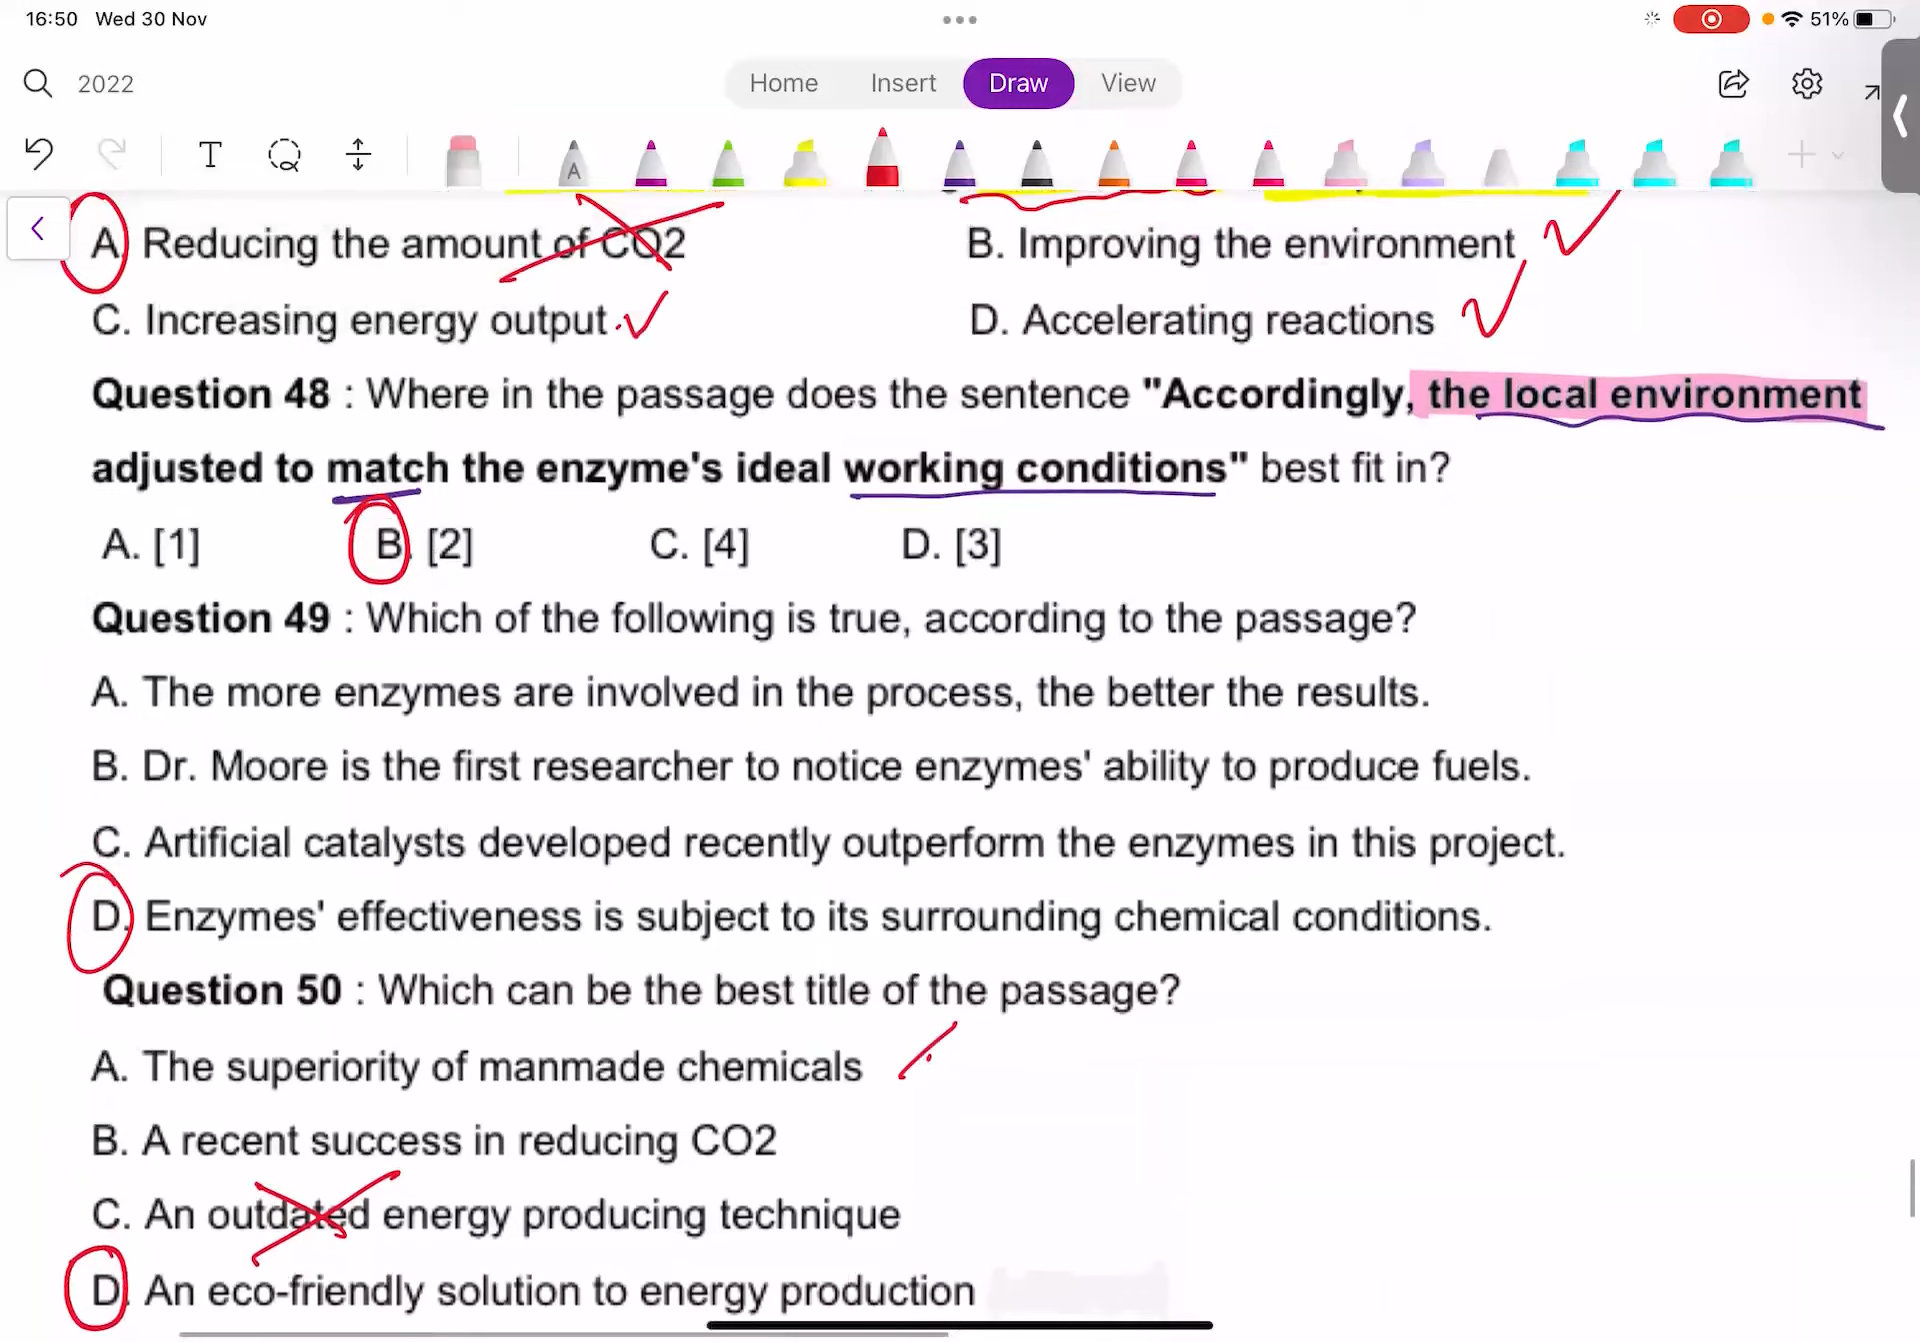 16:50 Wed 30 Nov
51%
2022
Home Insert Draw View
T
A
A. Reducing the amount of CO2 B. Improving the environment
C. Increasing energy output. D. Accelerating reactions
Question 48 : Where in the passage does the sentence "Accordingly, the local environment
adjusted to match the enzyme's ideal working conditions" best fit in?
A. [1] B. [2] C. [4] D. [3]
Question 49 : Which of the following is true, according to the passage?
A. The more enzymes are involved in the process, the better the results.
B. Dr. Moore is the first researcher to notice enzymes' ability to produce fuels.
C. Artificial catalysts developed recently outperform the enzymes in this project.
D. Enzymes' effectiveness is subject to its surrounding chemical conditions.
Question 50 : Which can be the best title of the passage?
A. The superiority of manmade chemicals
B. A recent success in reducing CO2
C. An outdated energy producing technique
D. An eco-friendly solution to energy production